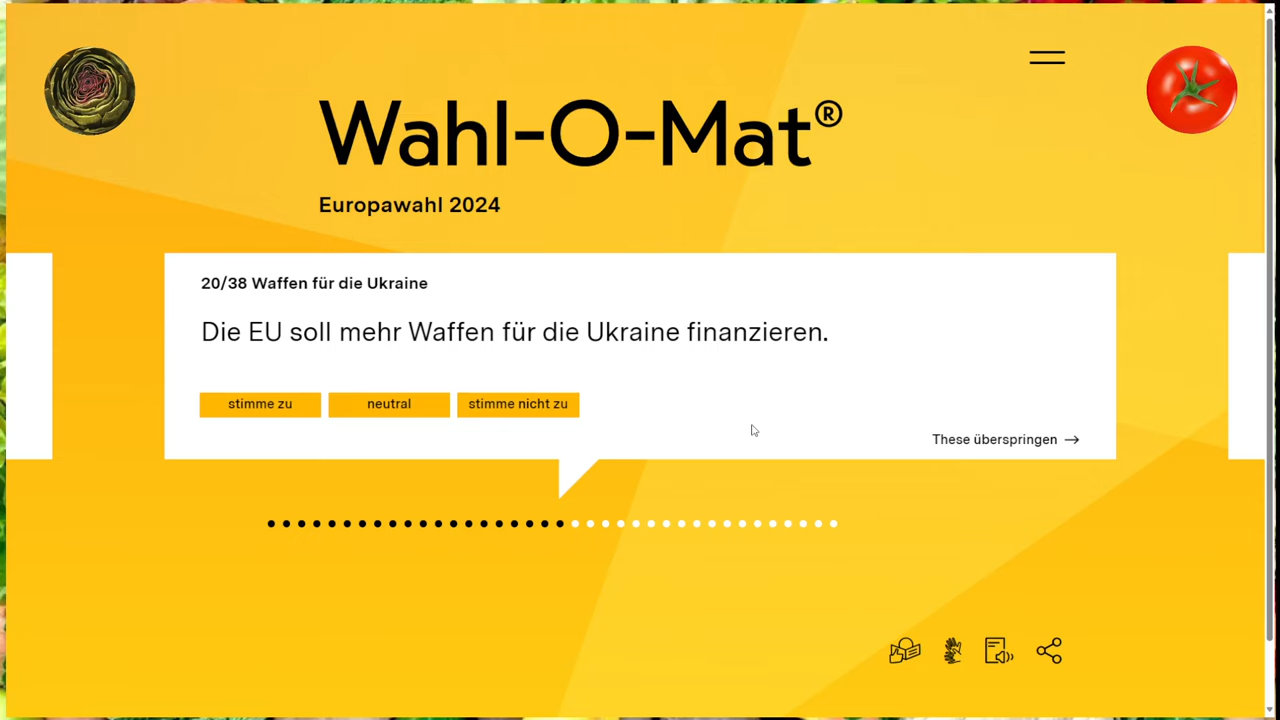 Wahl-O-Mat®
Europawahl 2024
20/38 Waffen für die Ukraine
Die EU soll mehr Waffen für die Ukraine finanzieren.
stimme zu
neutral
stimme nicht zu
These überspringen →